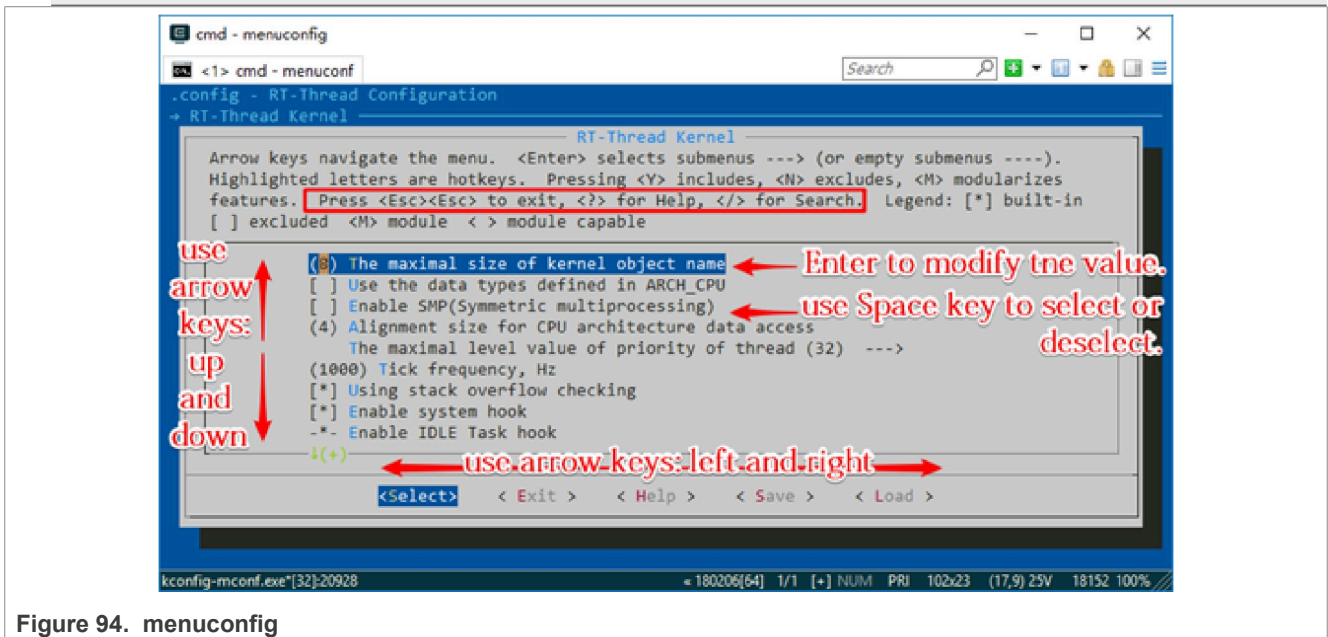 cmd - menuconfig
<1> cmd - menuconf
Search
.config - RT-Thread Configuration
→ RT-Thread Kernel
RT-Thread Kernel
Arrow keys navigate the menu.  <Enter> selects submenus ---> (or empty submenus ----).
Highlighted letters are hotkeys.  Pressing <Y> includes, <N> excludes, <M> modularizes
features.  Press <Esc><Esc> to exit, <?> for Help, </> for Search.  Legend: [*] built-in
[ ] excluded  <M> module  < > module capable
use
arrow
keys:
up
and
down
(8) The maximal size of kernel object name
Enter to modify tne value.
[ ] Use the data types defined in ARCH_CPU
[ ] Enable SMP(Symmetric multiprocessing)
use Space key to select or
deselect.
(4) Alignment size for CPU architecture data access
The maximal level value of priority of thread (32)  --->
(1000) Tick frequency, Hz
[*] Using stack overflow checking
[*] Enable system hook
-*- Enable IDLE Task hook
↓(+)
use arrow keys: left and right
<Select>    < Exit >    < Help >    < Save >    < Load >
kconfig-mconf.exe*[32]:20928
« 180206[64]  1/1  [+] NUM  PRI  102x23  (17,9) 25V  18152 100%
Figure 94.  menuconfig